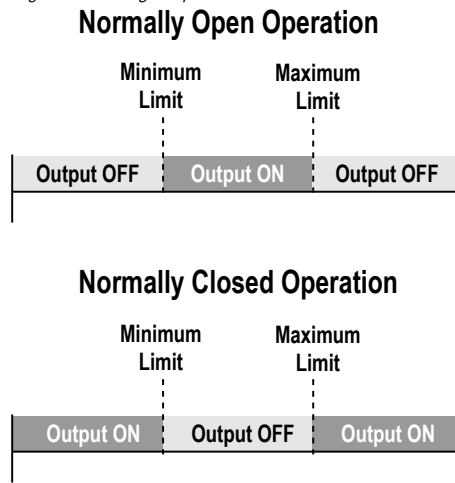 Normally Open Operation
Minimum Maximum
Limit Limit
Output OFF Output ON Output OFF
Normally Closed Operation
Minimum Maximum
Limit Limit
Output ON Output OFF Output ON